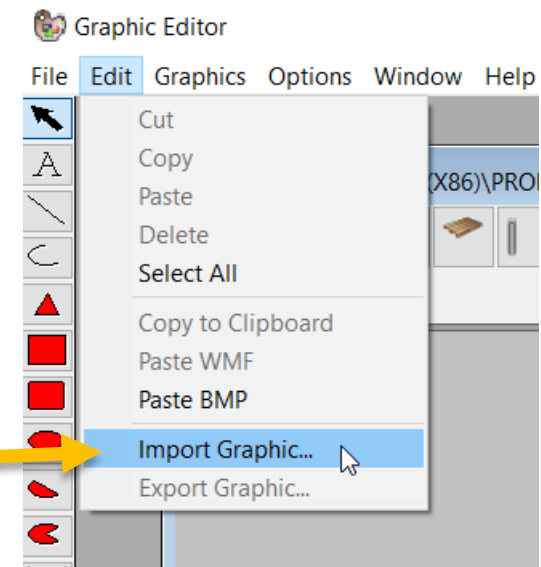 Graphic Editor
File Edit Graphics Options Window Help
Cut
Copy
(X86)\PRO
Paste
Delete
Select All
Copy to Clipboard
Paste WMF
Paste BMP
Import Graphic...
Export Graphic...
A